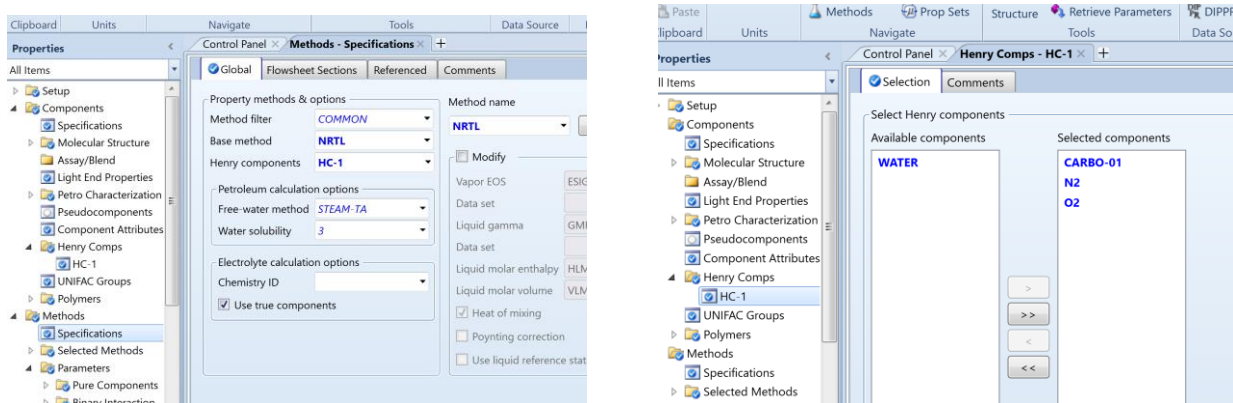 Clipboard Units Navigate Tools Data Source
Properties <
Control Panel × Methods - Specifications × +
All Items
Global Flowsheet Sections Referenced Comments
Setup
Components
Specifications
Molecular Structure
Assay/Blend
Light End Properties
Petro Characterization
Pseudocomponents
Component Attributes
Henry Comps
HC-1
UNIFAC Groups
Polymers
Methods
Specifications
Selected Methods
Parameters
Pure Components
Binary Interaction
Property methods & options
Method filter COMMON
Base method NRTL
Henry components HC-1
Petroleum calculation options
Free-water method STEAM-TA
Water solubility 3
Electrolyte calculation options
Chemistry ID
Use true components
Method name
NRTL
Modify
Vapor EOS ESIG
Data set
Liquid gamma GM
Data set
Liquid molar enthalpy HLM
Liquid molar volume VLM
Heat of mixing
Poynting correction
Use liquid reference stat
Paste
Methods Prop Sets Structure Retrieve Parameters DIPP
lipboard Units Navigate Tools Data So
roperties <
Control Panel × Henry Comps - HC-1 × +
ll Items
Selection Comments
Setup
Components
Specifications
Molecular Structure
Assay/Blend
Light End Properties
Petro Characterization
Pseudocomponents
Component Attributes
Henry Comps
HC-1
UNIFAC Groups
Polymers
Methods
Specifications
Selected Methods
Select Henry components
Available components Selected components
WATER CARBO-01
N2
O2
>
>>
<
<<